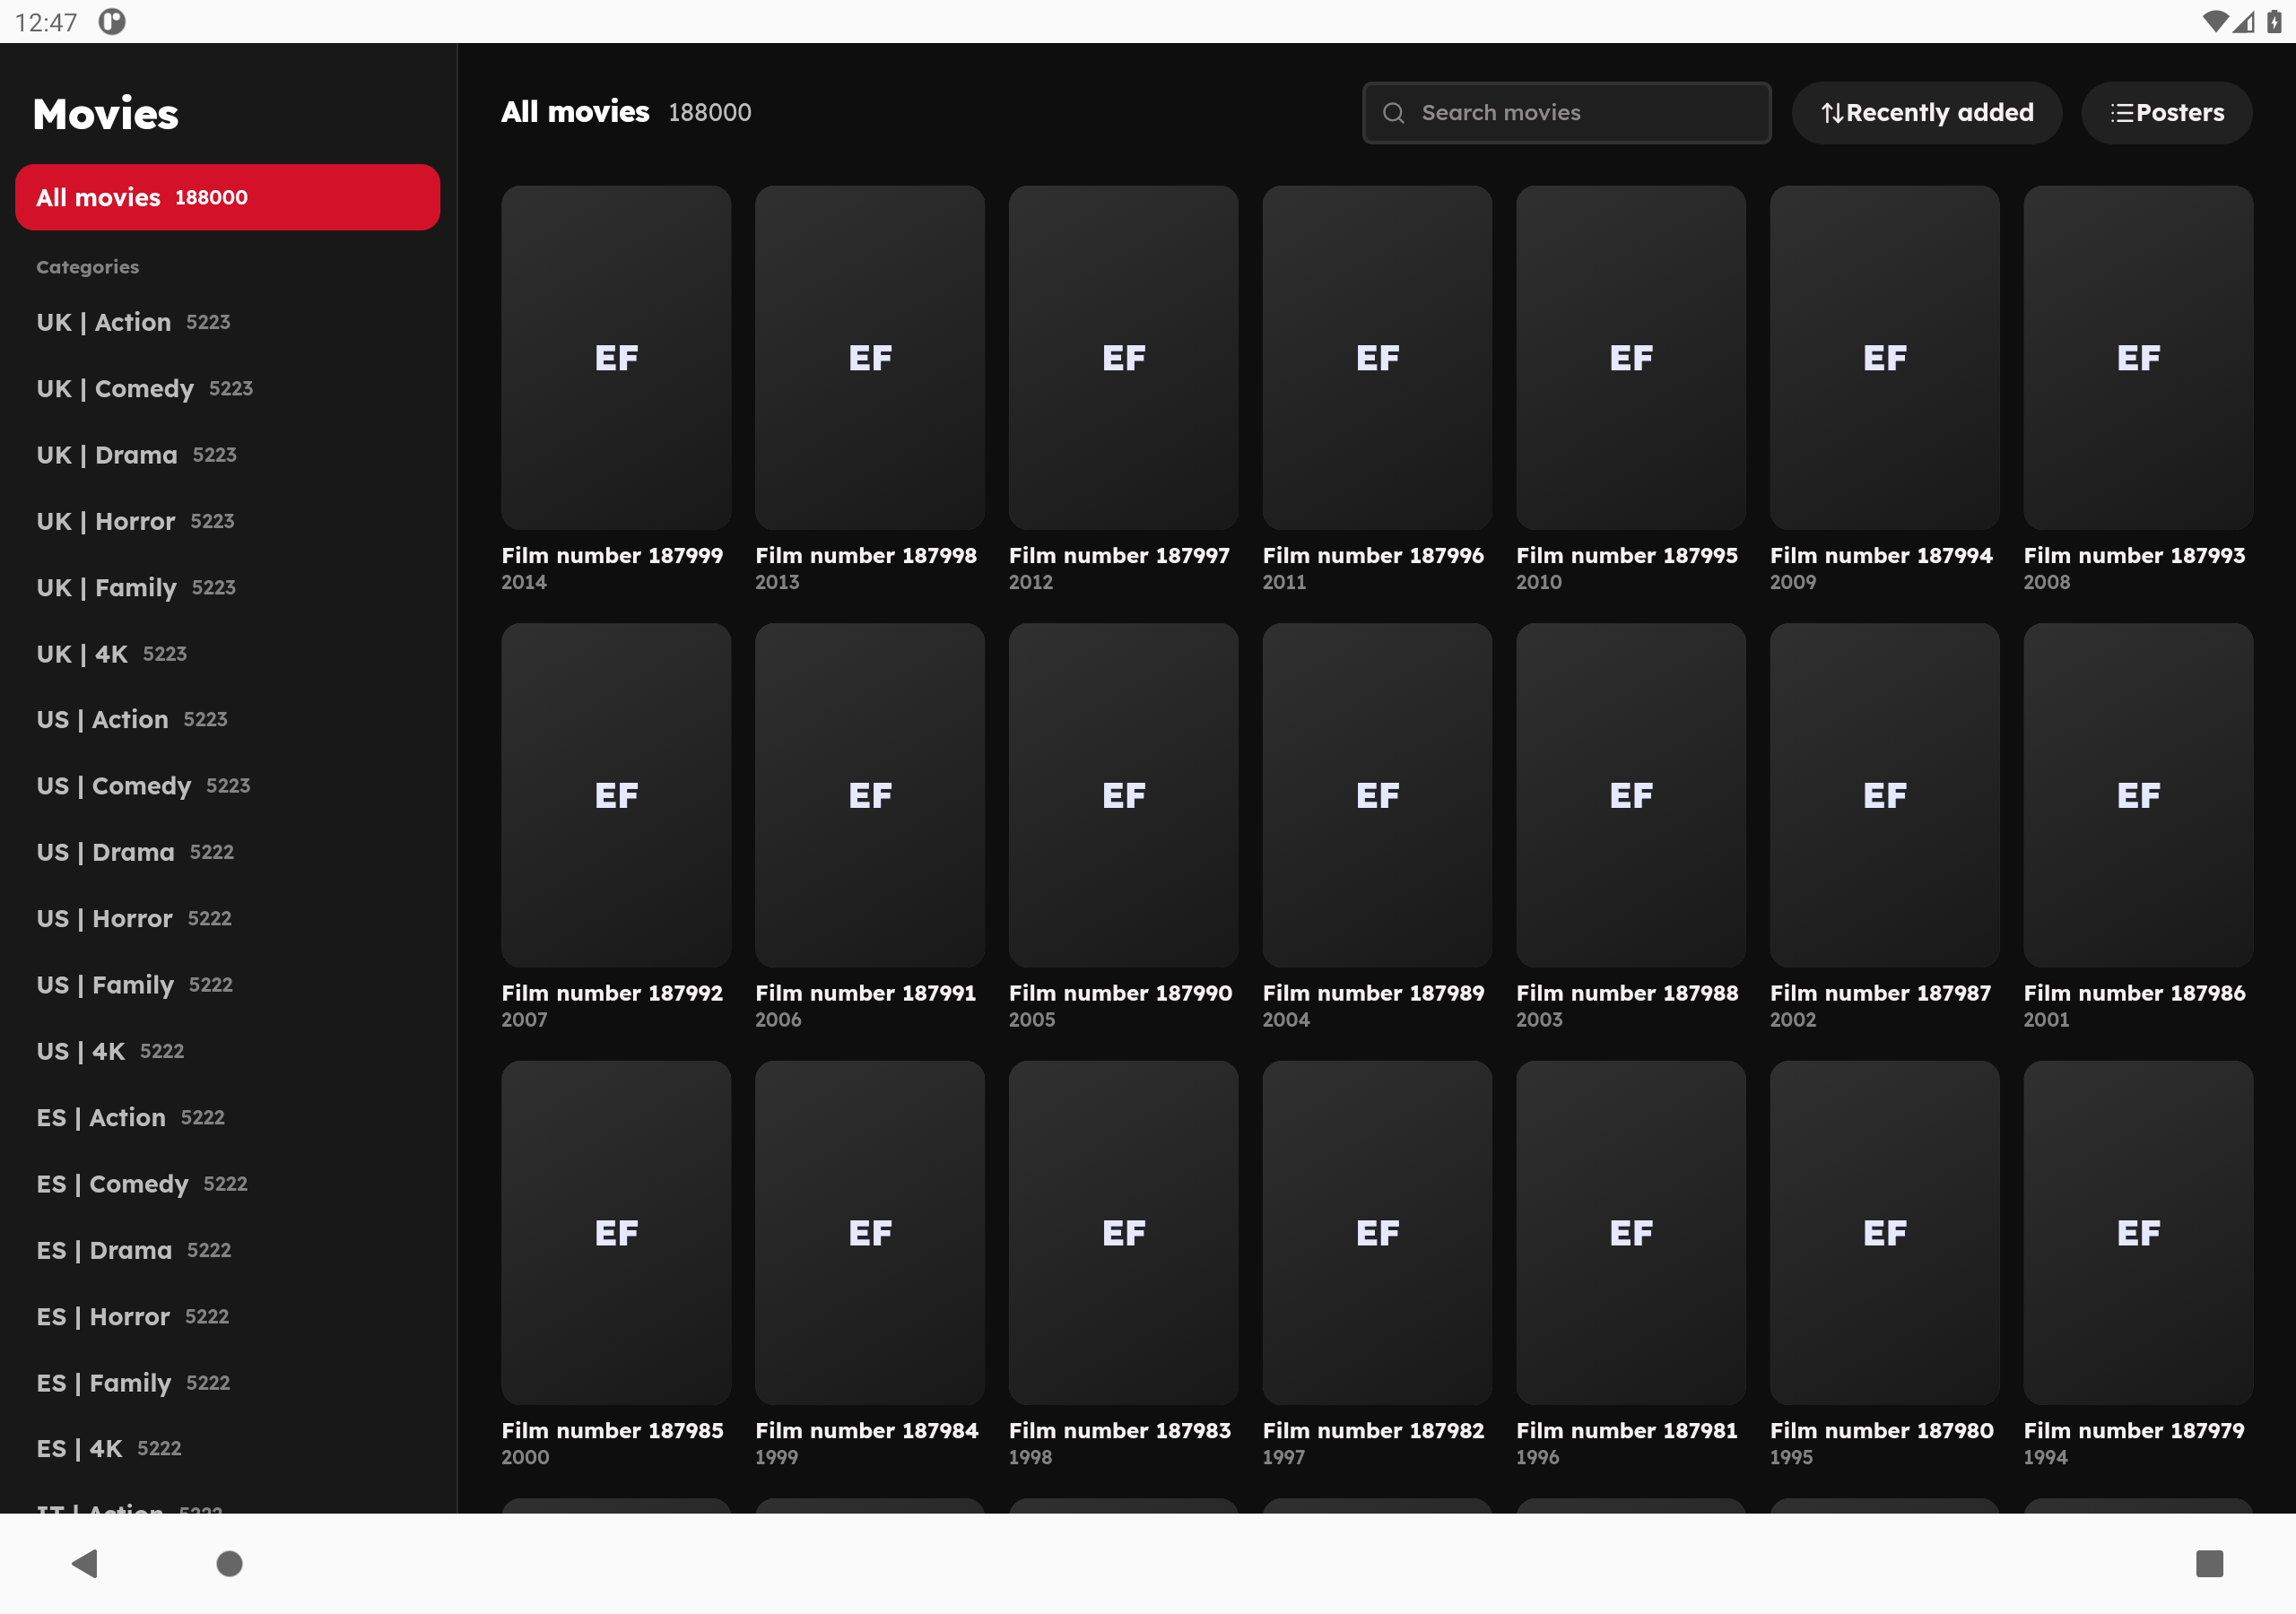 12:47
Movies
All movies 188000
Categories
UK | Action 5223
UK | Comedy 5223
UK | Drama 5223
UK | Horror 5223
UK | Family 5223
UK | 4K 5223
US | Action 5223
US | Comedy 5223
US | Drama 5222
US | Horror 5222
US | Family 5222
US | 4K 5222
ES | Action 5222
ES | Comedy 5222
ES | Drama 5222
ES | Horror 5222
ES | Family 5222
ES | 4K 5222
IT | Action 5222
All movies 188000
Search movies
Recently added
Posters
EF EF EF EF EF EF EF
Film number 187999 Film number 187998 Film number 187997 Film number 187996 Film number 187995 Film number 187994 Film number 187993
2014 2013 2012 2011 2010 2009 2008
EF EF EF EF EF EF EF
Film number 187992 Film number 187991 Film number 187990 Film number 187989 Film number 187988 Film number 187987 Film number 187986
2007 2006 2005 2004 2003 2002 2001
EF EF EF EF EF EF EF
Film number 187985 Film number 187984 Film number 187983 Film number 187982 Film number 187981 Film number 187980 Film number 187979
2000 1999 1998 1997 1996 1995 1994